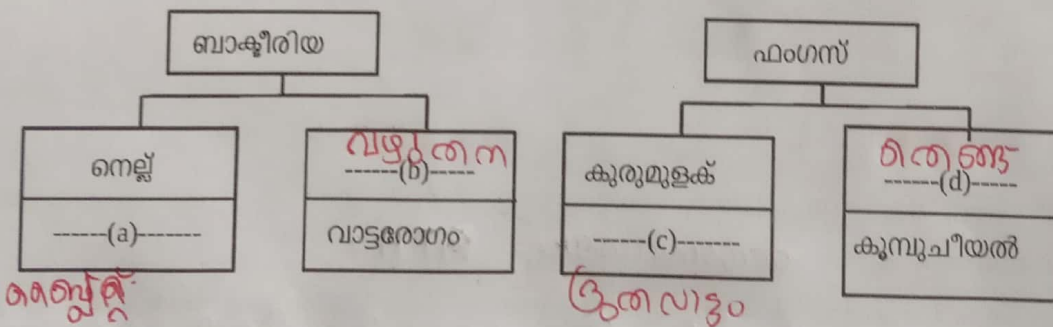 ബാക്ടീരിയ
ഫംഗസ്
നെല്ല്
വഴുതന
------(b)-----
കുരുമുളക്
തെങ്ങ്
------(d)-----
------(a)-------
വാട്ടരോഗം
------(c)-------
കൂമ്പുചീയൽ
ബ്ലൈറ്റ്
ദ്രുതവാട്ടം